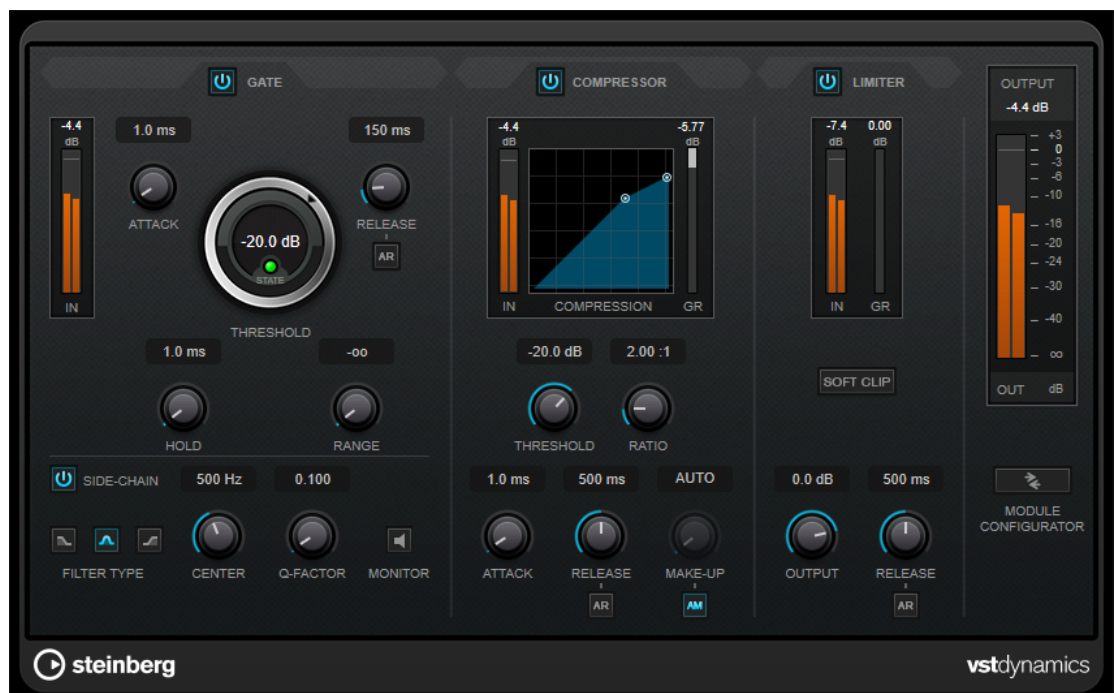 GATE
-4.4
dB
IN
1.0 ms
ATTACK
-20.0 dB
STATE
THRESHOLD
150 ms
RELEASE
AR
1.0 ms
HOLD
-oo
RANGE
SIDE-CHAIN
500 Hz
0.100
FILTER TYPE
CENTER
Q-FACTOR
MONITOR
COMPRESSOR
-4.4
dB
-5.77
dB
IN
COMPRESSION
GR
-20.0 dB
2.00 :1
THRESHOLD
RATIO
1.0 ms
500 ms
AUTO
ATTACK
RELEASE
MAKE-UP
AR
AM
LIMITER
-7.4
0.00
dB
dB
IN
GR
SOFT CLIP
0.0 dB
500 ms
OUTPUT
RELEASE
AR
OUTPUT
-4.4 dB
+3
0
-3
-6
-10
-16
-20
-24
-30
-40
∞
OUT
dB
MODULE
CONFIGURATOR
steinberg
vstdynamics